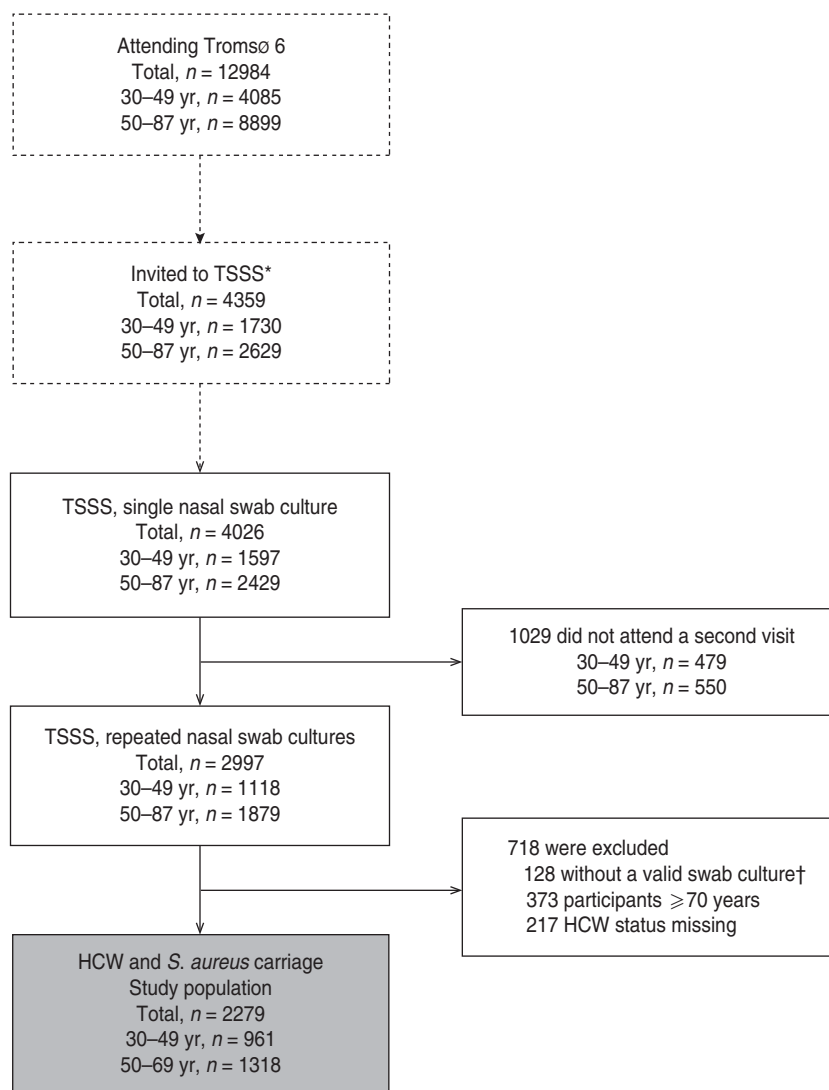 Attending Tromsø 6
Total, n = 12984
30–49 yr, n = 4085
50–87 yr, n = 8899
Invited to TSSS*
Total, n = 4359
30–49 yr, n = 1730
50–87 yr, n = 2629
TSSS, single nasal swab culture
Total, n = 4026
30–49 yr, n = 1597
50–87 yr, n = 2429
1029 did not attend a second visit
30–49 yr, n = 479
50–87 yr, n = 550
TSSS, repeated nasal swab cultures
Total, n = 2997
30–49 yr, n = 1118
50–87 yr, n = 1879
718 were excluded
128 without a valid swab culture†
373 participants ⩾70 years
217 HCW status missing
HCW and S. aureus carriage
Study population
Total, n = 2279
30–49 yr, n = 961
50–69 yr, n = 1318